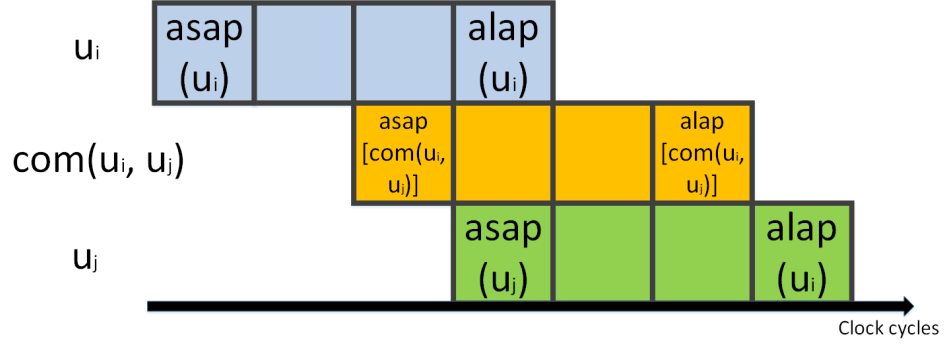 uᵢ
asap
(uᵢ)
alap
(uᵢ)
com(uᵢ, uⱼ)
asap
[com(uᵢ,
uⱼ)]
alap
[com(uᵢ,
uⱼ)]
uⱼ
asap
(uⱼ)
alap
(uᵢ)
Clock cycles